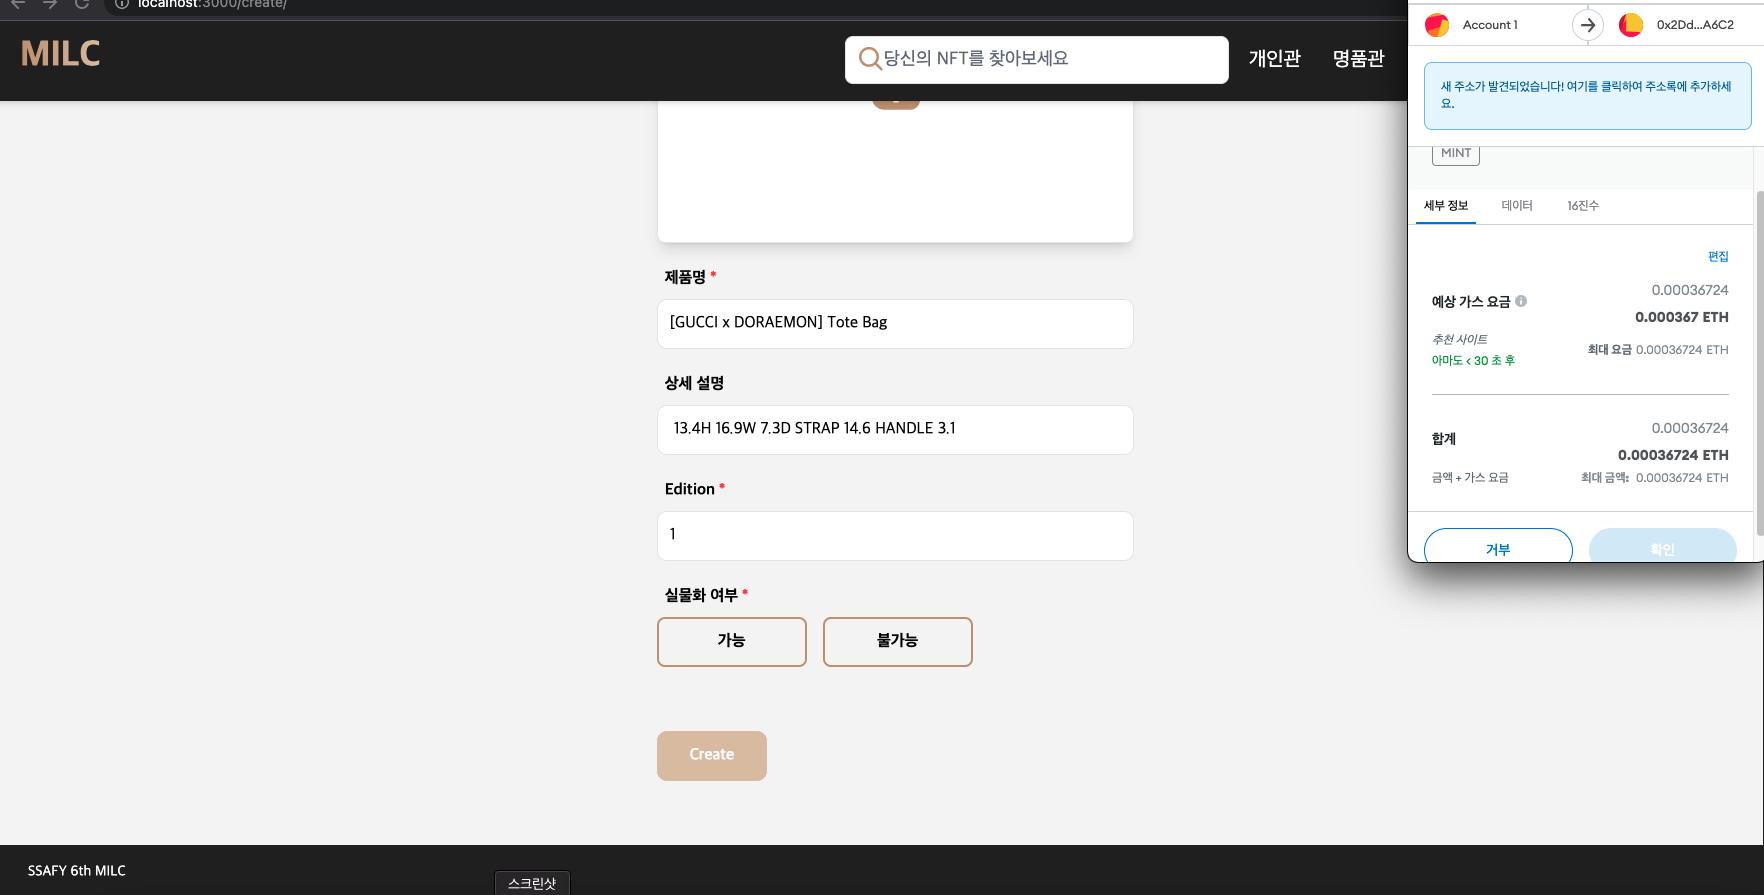 localhost:3000/create/
MILC
당신의 NFT를 찾아보세요
개인관
명품관
제품명 *
[GUCCI x DORAEMON] Tote Bag
상세 설명
13.4H 16.9W 7.3D STRAP 14.6 HANDLE 3.1
Edition *
1
실물화 여부 *
가능
불가능
Create
SSAFY 6th MILC
스크린샷
Account 1
0x2Dd...A6C2
새 주소가 발견되었습니다! 여기를 클릭하여 주소록에 추가하세
요.
MINT
세부 정보
데이터
16진수
편집
예상 가스 요금
0.00036724
0.000367 ETH
추천 사이트
아마도 < 30 초 후
최대 요금 0.00036724 ETH
합계
0.00036724
0.00036724 ETH
금액 + 가스 요금
최대 금액: 0.00036724 ETH
거부
확인